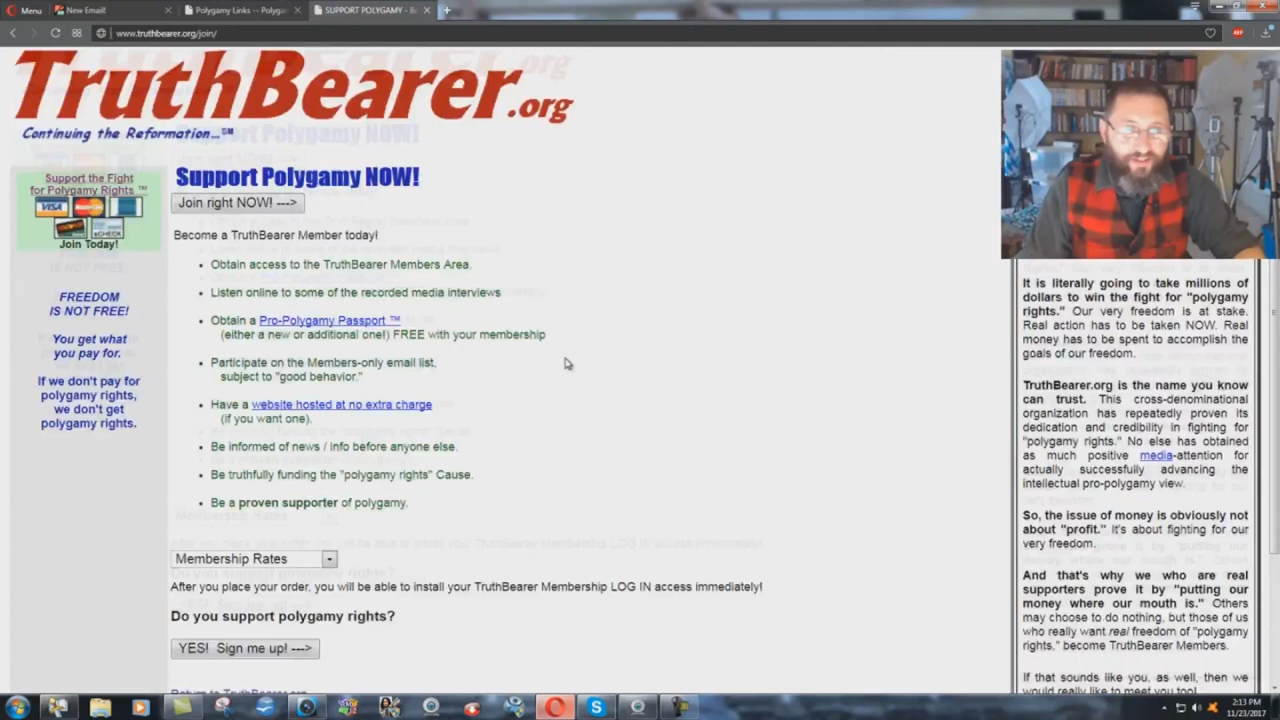 Menu
New Email!
Polygamy Links -- Polyga
SUPPORT POLYGAMY -
www.truthbearer.org/join/
TruthBearer.org
Continuing the Reformation...℠
Support the Fight
for Polygamy Rights ™
VISA
MasterCard
eCHECK
Join Today!
FREEDOM
IS NOT FREE!
You get what
you pay for.
If we don't pay for
polygamy rights,
we don't get
polygamy rights.
Support Polygamy NOW!
Join right NOW! --->
Become a TruthBearer Member today!
• Obtain access to the TruthBearer Members Area.
• Listen online to some of the recorded media interviews
• Obtain a Pro-Polygamy Passport ™
(either a new or additional one!) FREE with your membership
• Participate on the Members-only email list,
subject to "good behavior."
• Have a website hosted at no extra charge
(if you want one).
• Be informed of news / info before anyone else.
• Be truthfully funding the "polygamy rights" Cause.
• Be a proven supporter of polygamy.
Membership Rates
After you place your order, you will be able to install your TruthBearer Membership LOG IN access immediately!
Do you support polygamy rights?
YES! Sign me up! --->
Return to TruthBearer.org
It is literally going to take millions of
dollars to win the fight for "polygamy
rights." Our very freedom is at stake.
Real action has to be taken NOW. Real
money has to be spent to accomplish the
goals of our freedom.
TruthBearer.org is the name you know
can trust. This cross-denominational
organization has repeatedly proven its
dedication and credibility in fighting for
"polygamy rights." No else has obtained
as much positive media-attention for
actually successfully advancing the
intellectual pro-polygamy view.
So, the issue of money is obviously not
about "profit." It's about fighting for our
very freedom.
And that's why we who are real
supporters prove it by "putting our
money where our mouth is." Others
may choose to do nothing, but those of us
who really want real freedom of "polygamy
rights," become TruthBearer Members.
If that sounds like you, as well, then we
would really like to meet you too!
2:13 PM
11/23/2017